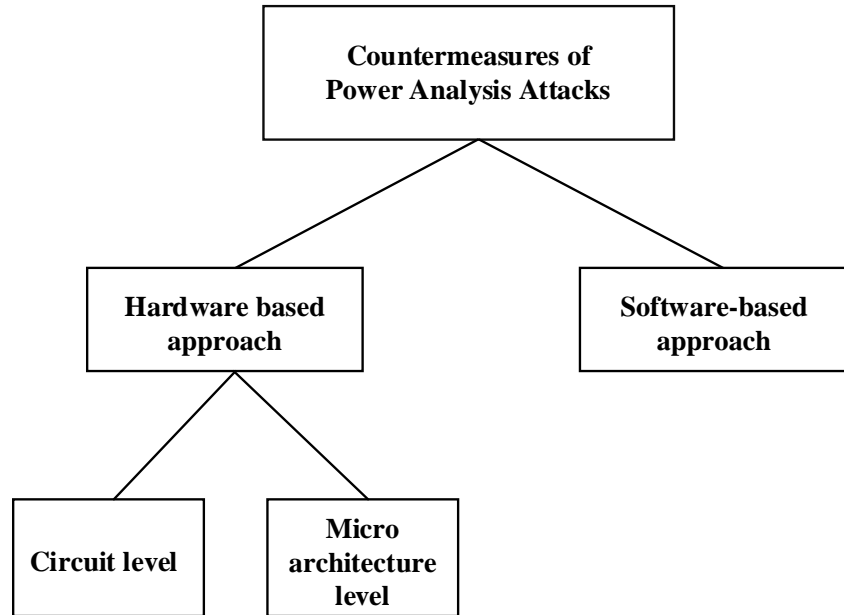 Countermeasures of
Power Analysis Attacks
Hardware based
approach
Software-based
approach
Circuit level
Micro
architecture
level